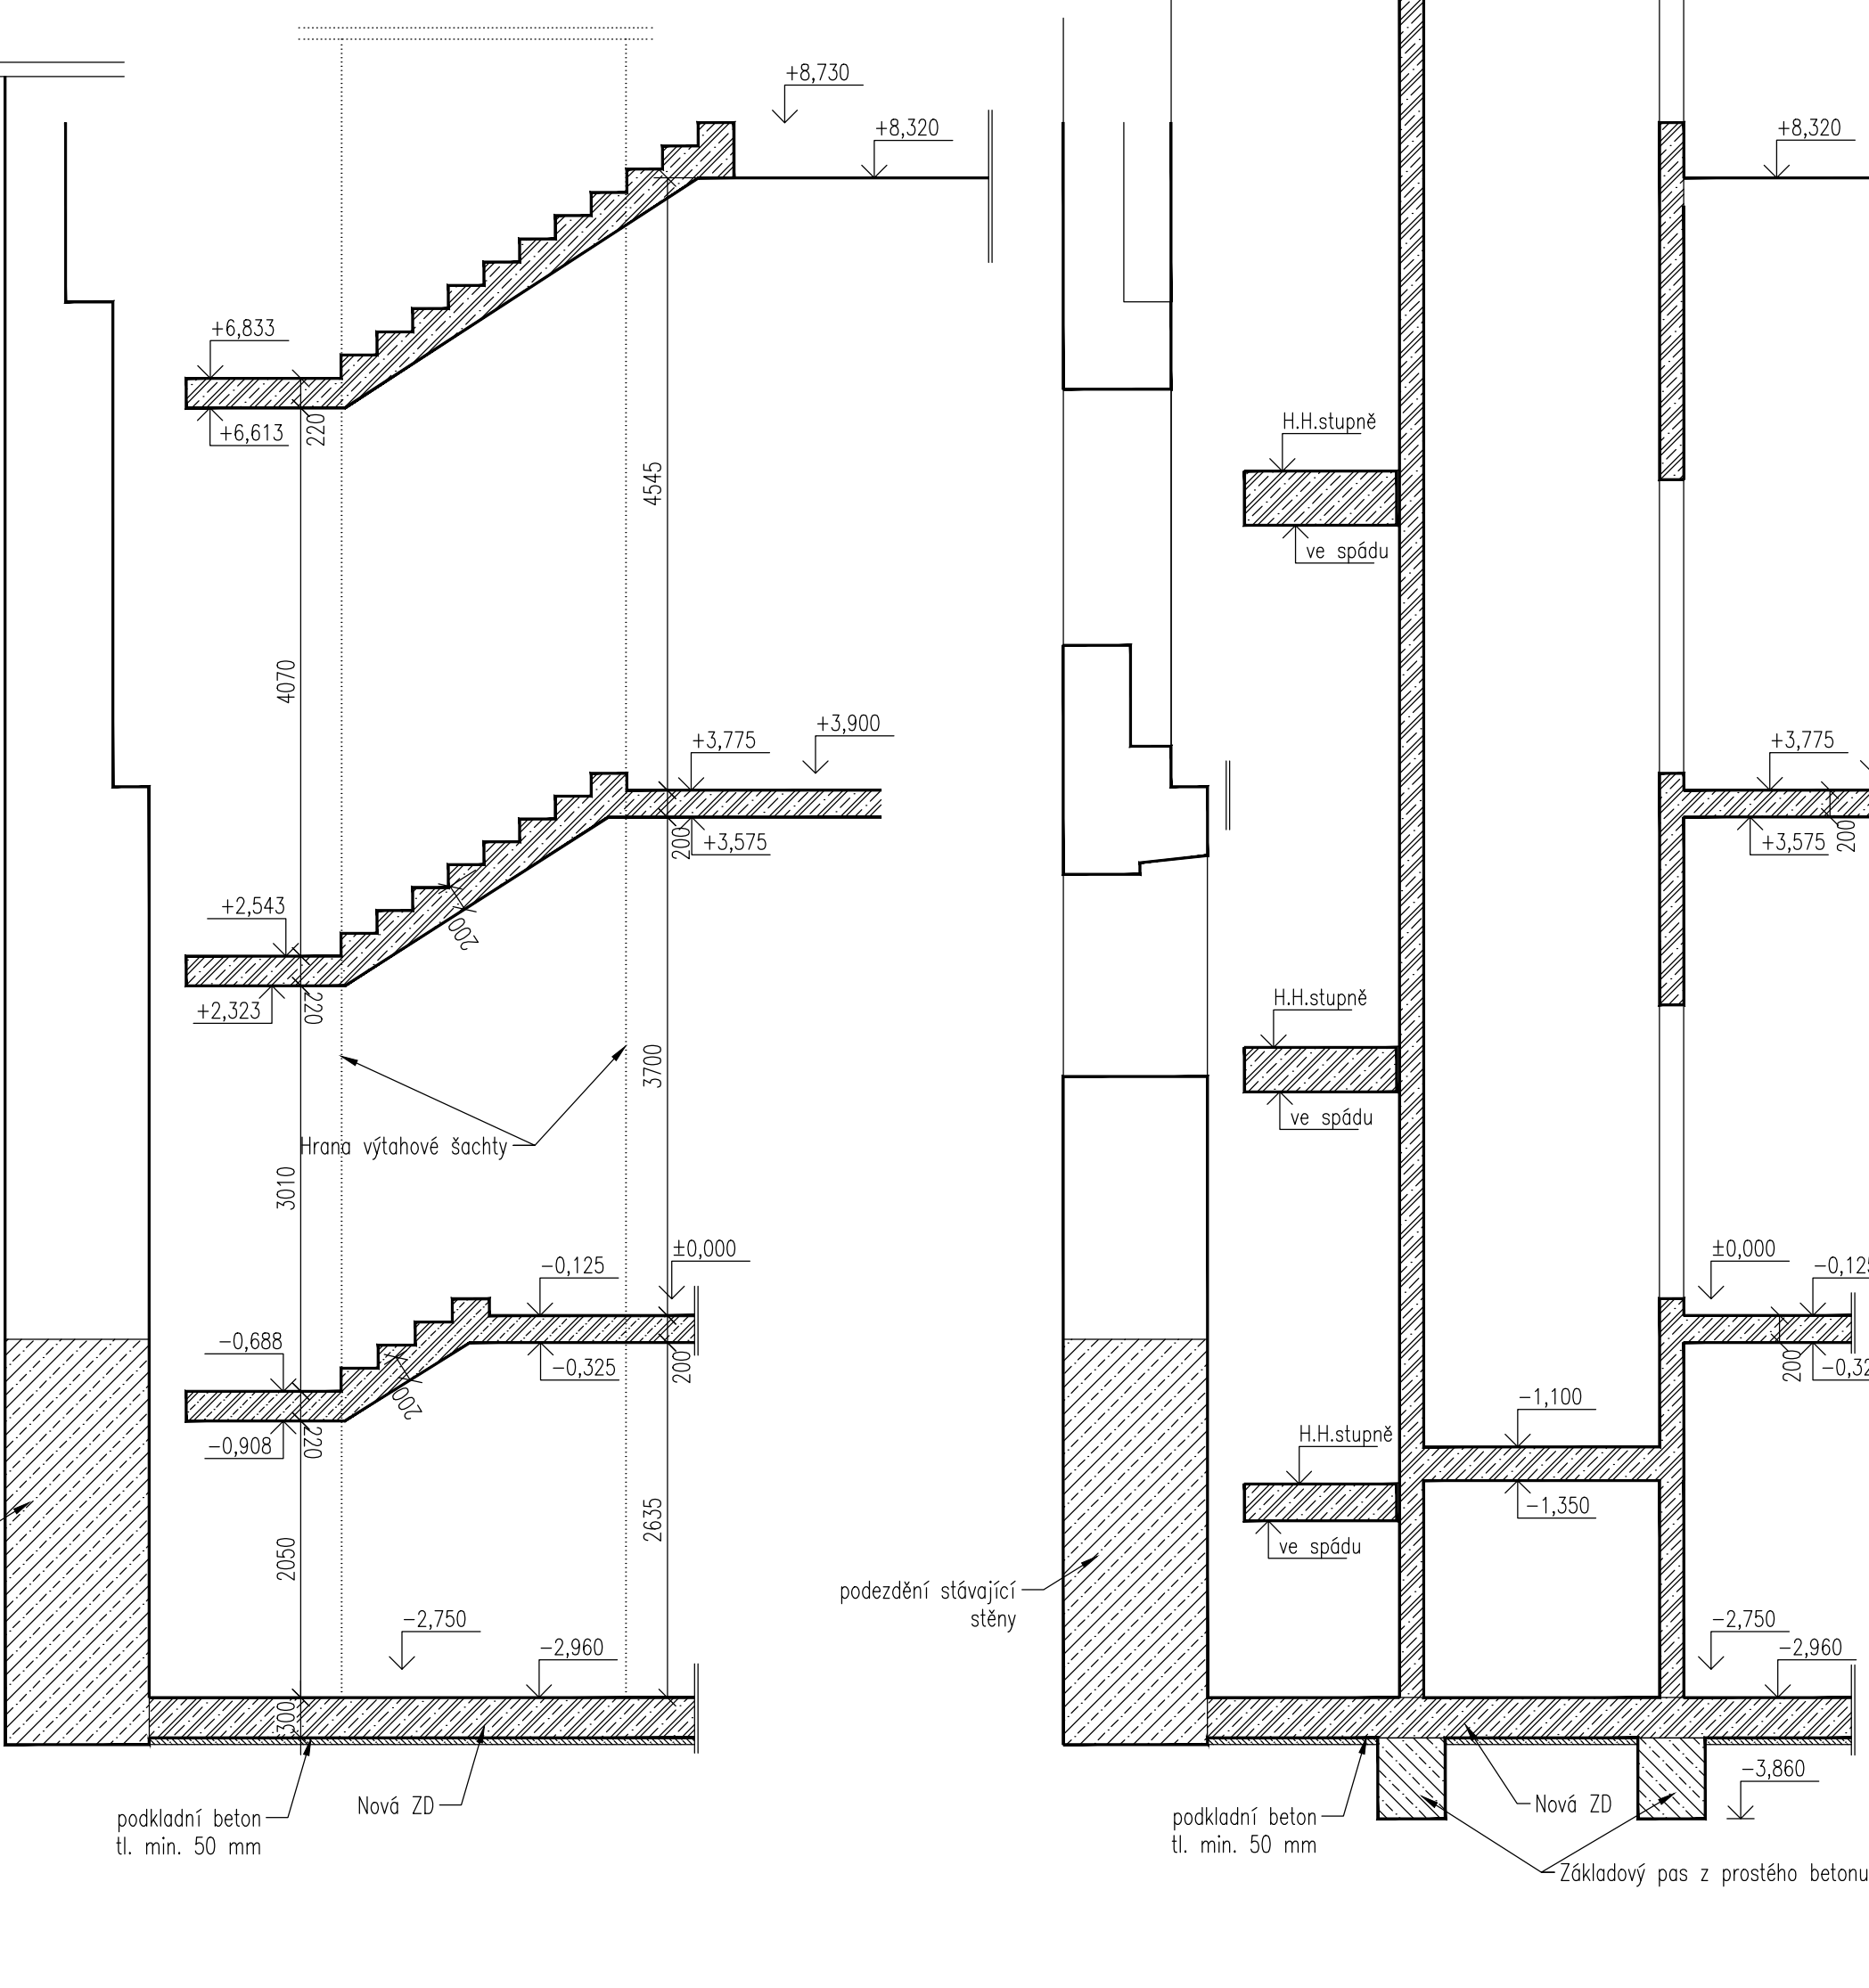 +8,730
+8,320
+6,833
+6,613
220
4545
4070
+3,900
+3,775
200
+3,575
+2,543
200
+2,323
220
3700
Hrana výtahové šachty
3010
±0,000
-0,125
-0,688
-0,325
200
200
-0,908
220
2635
2050
-2,750
-2,960
300
Nová ZD
podkladní beton
tl. min. 50 mm
+8,320
H.H.stupně
ve spádu
+3,775
+3,575
200
H.H.stupně
ve spádu
±0,000
-0,125
200
-0,32
-1,100
H.H.stupně
-1,350
ve spádu
podezdění stávající
stěny
-2,750
-2,960
-3,860
Nová ZD
podkladní beton
tl. min. 50 mm
Základový pas z prostého betonu